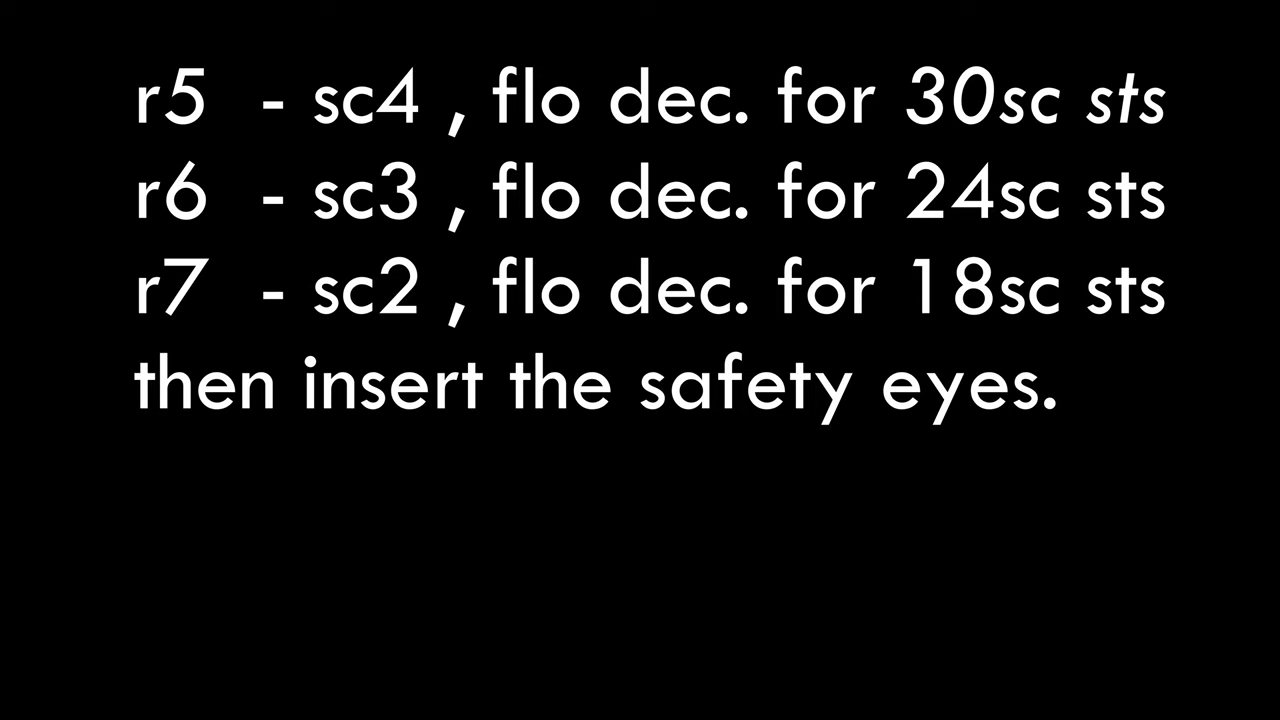 r5 - sc4 , flo dec. for 30sc sts
r6 - sc3 , flo dec. for 24sc sts
r7 - sc2 , flo dec. for 18sc sts
then insert the safety eyes.